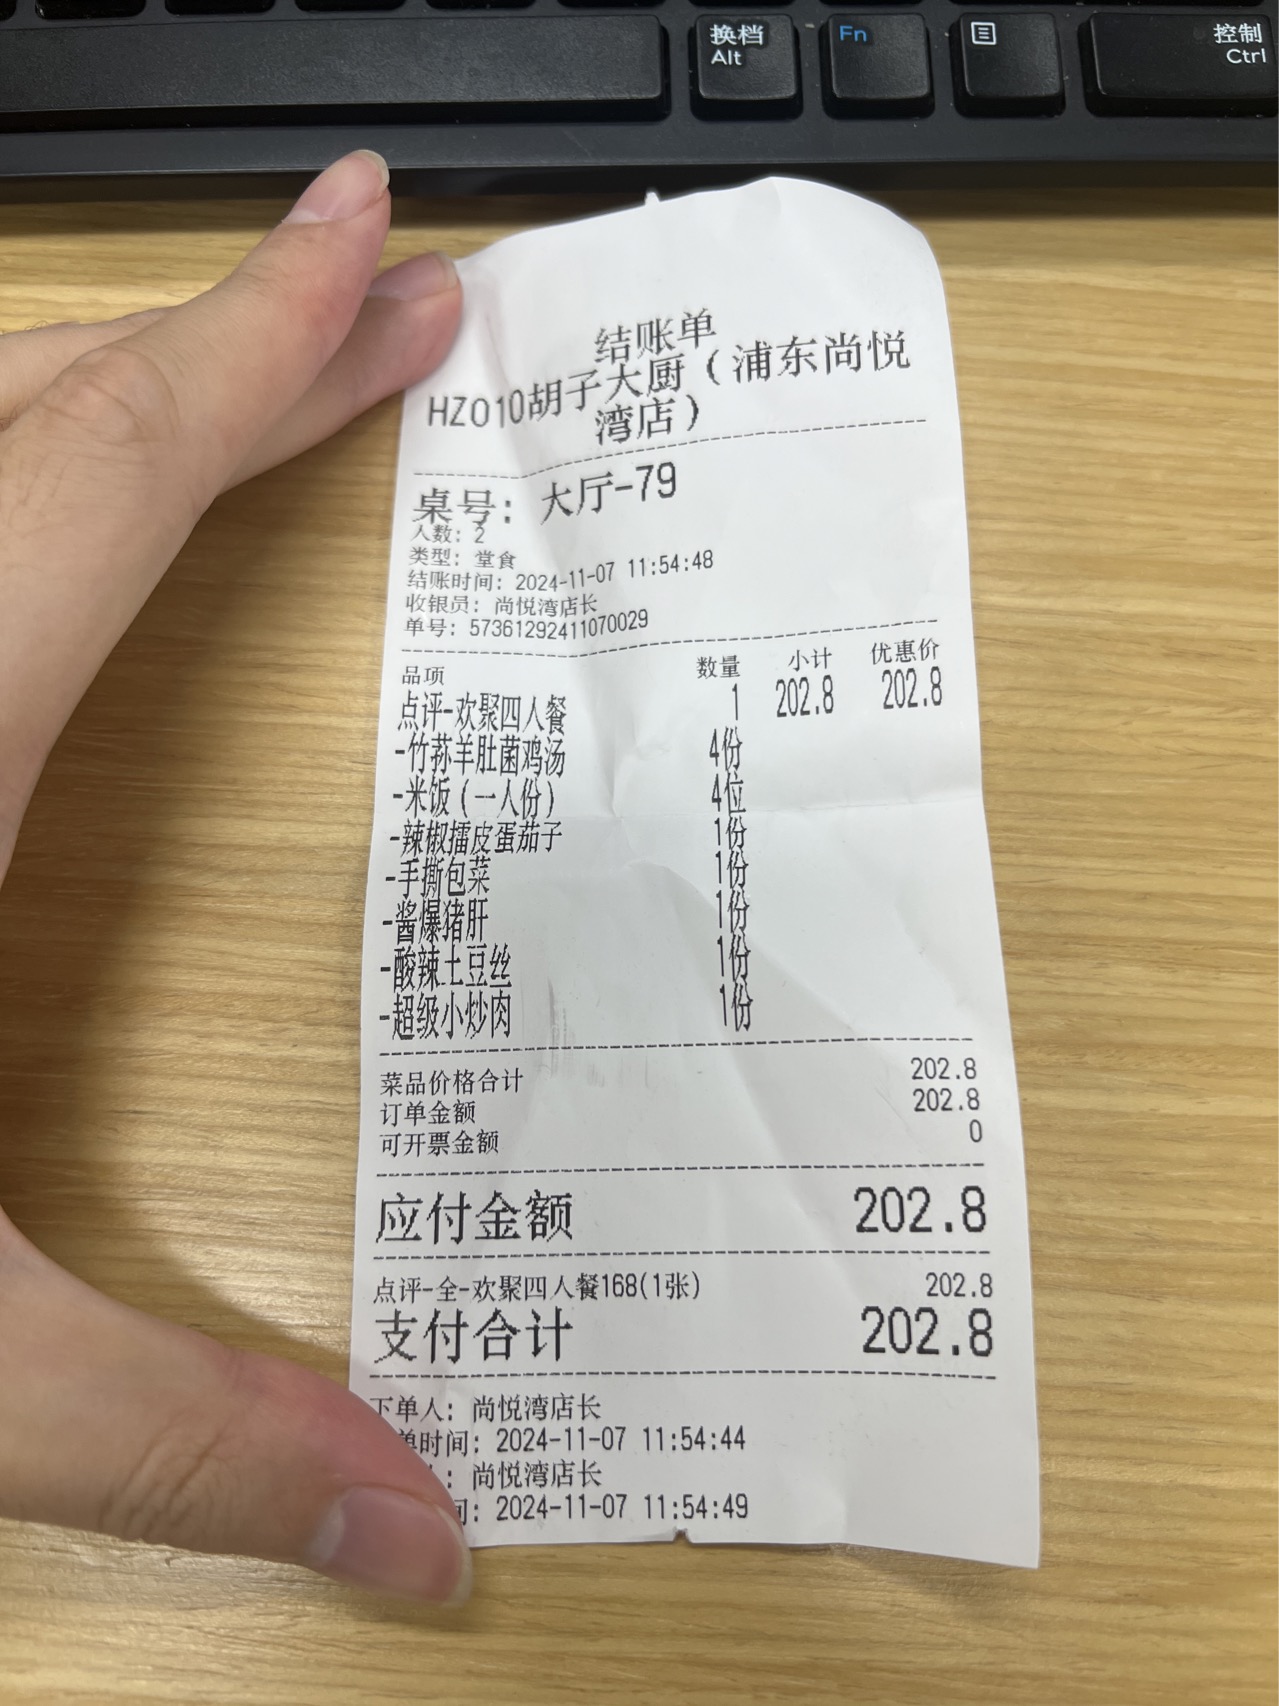 换档
Alt
Fn
控制
Ctrl
结账单
HZ010胡子大厨（浦东尚悦
湾店）
桌号：大厅-79
人数：2
类型：堂食
结账时间：2024-11-07 11:54:48
收银员：尚悦湾店长
单号：57361292411070029
品项 数量 小计 优惠价
点评-欢聚四人餐 1 202.8 202.8
-竹荪羊肚菌鸡汤 4份
-米饭（一人份） 4位
-辣椒擂皮蛋茄子 1份
-手撕包菜 1份
-酱爆猪肝 1份
-酸辣土豆丝 1份
-超级小炒肉 1份
菜品价格合计 202.8
订单金额 202.8
可开票金额 0
应付金额 202.8
点评-全-欢聚四人餐168(1张) 202.8
支付合计 202.8
下单人：尚悦湾店长
单时间：2024-11-07 11:54:44
：尚悦湾店长
间：2024-11-07 11:54:49